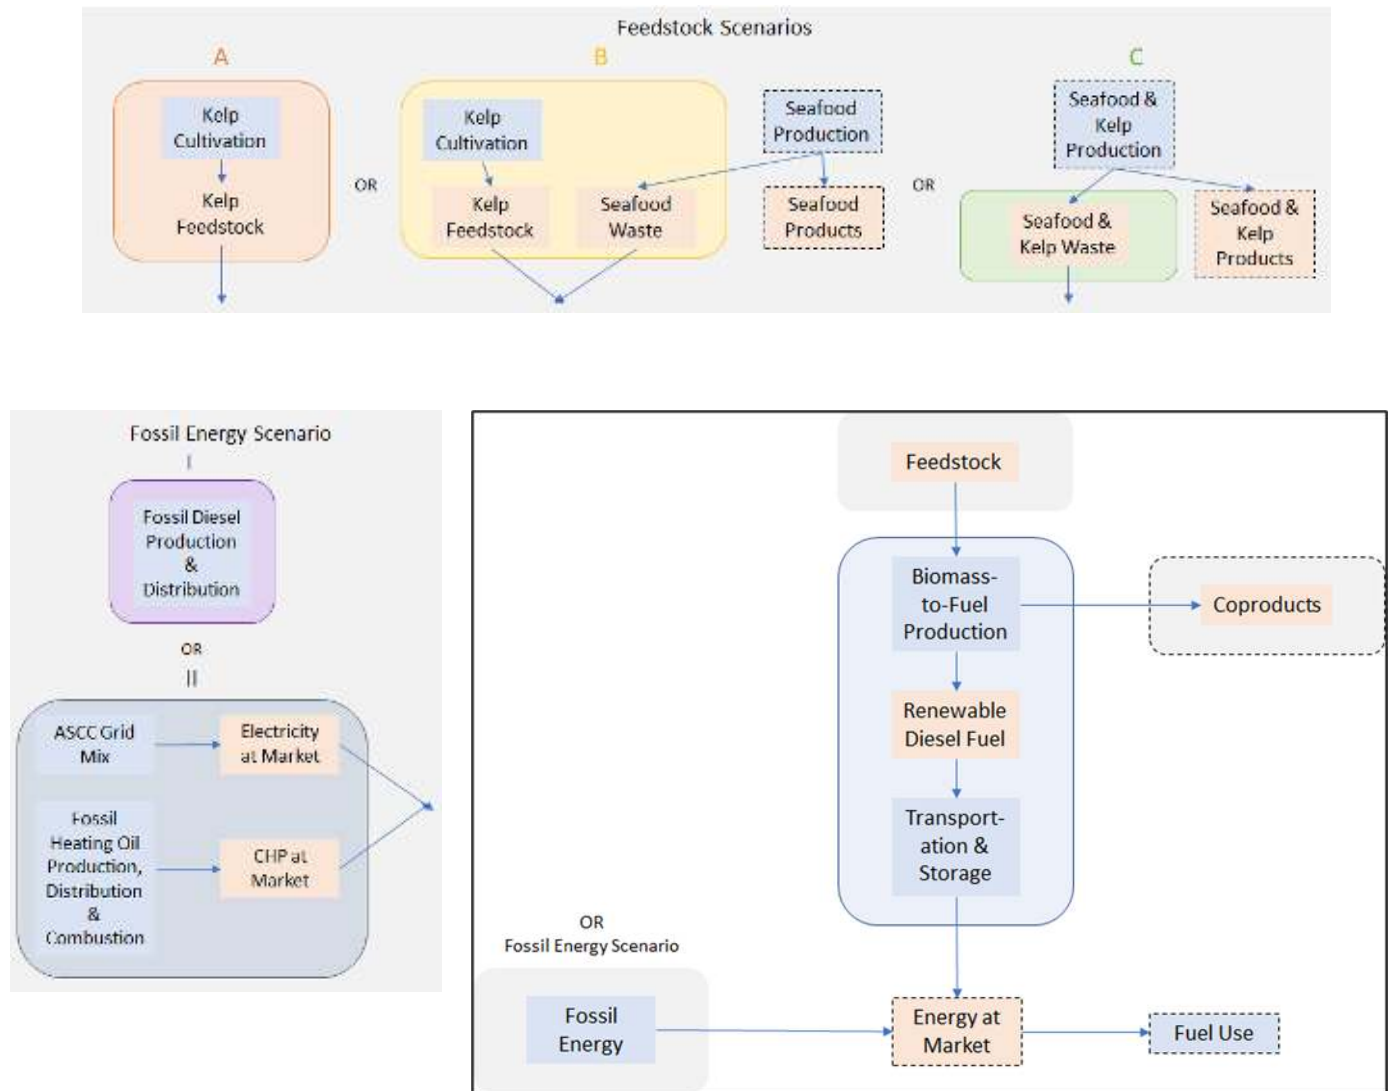 Feedstock Scenarios
A
B
C
Kelp
Cultivation
Kelp
Feedstock
OR
Kelp
Cultivation
Kelp
Feedstock
Seafood
Waste
Seafood
Production
Seafood
Products
OR
Seafood &
Kelp
Production
Seafood &
Kelp Waste
Seafood &
Kelp
Products
Fossil Energy Scenario
I
Fossil Diesel
Production
&
Distribution
OR
II
ASCC Grid
Mix
Electricity
at Market
Fossil
Heating Oil
Production,
Distribution
&
Combustion
CHP at
Market
Feedstock
Biomass-
to-Fuel
Production
Coproducts
Renewable
Diesel Fuel
Transport-
ation &
Storage
OR
Fossil Energy Scenario
Fossil
Energy
Energy at
Market
Fuel Use